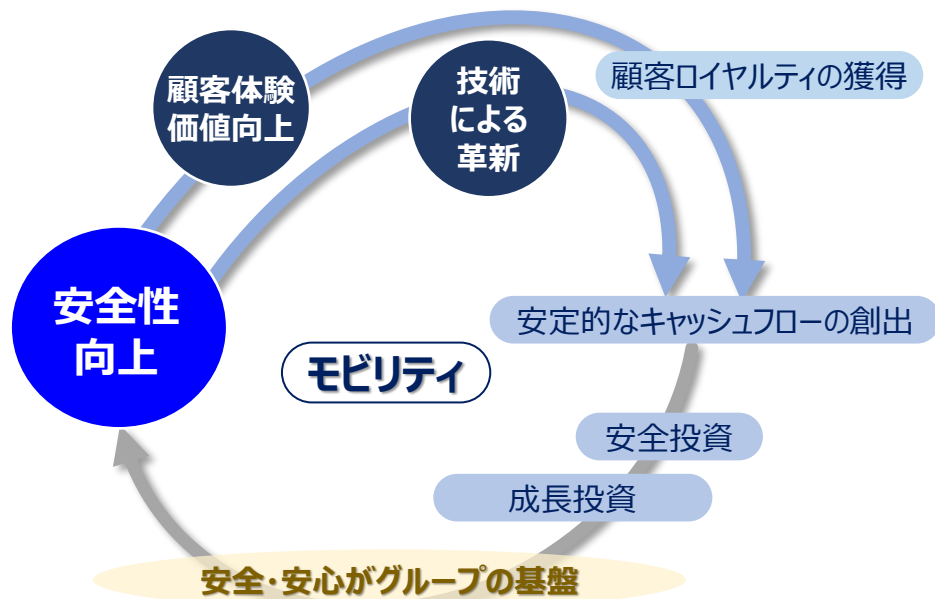 顧客体験
価値向上
技術
による
革新
顧客ロイヤルティの獲得
安全性
向上
安定的なキャッシュフローの創出
モビリティ
安全投資
成長投資
安全・安心がグループの基盤